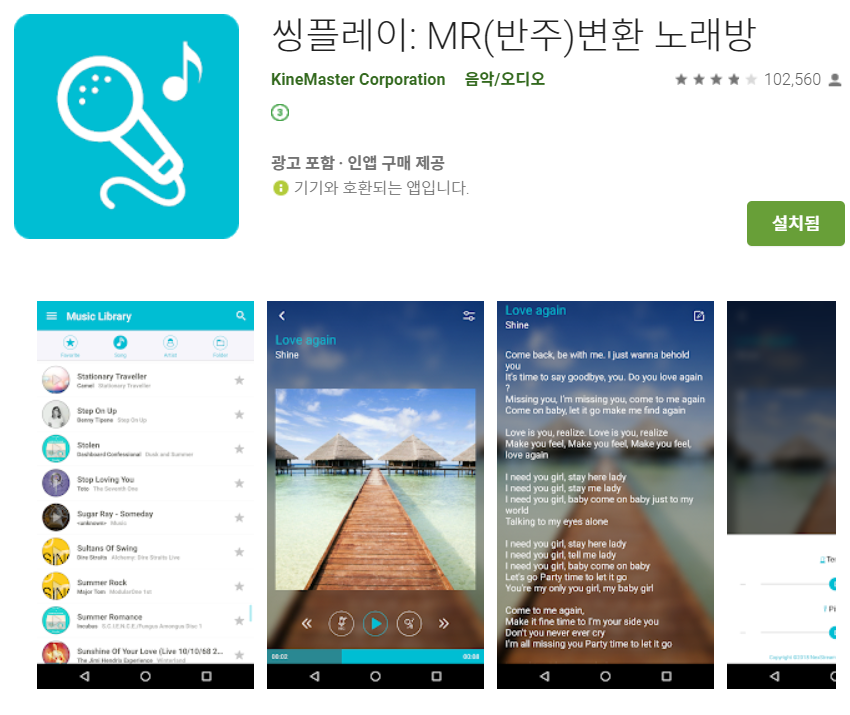 씽플레이: MR(반주)변환 노래방
KineMaster Corporation 음악/오디오
102,560
3
광고 포함 · 인앱 구매 제공
기기와 호환되는 앱입니다.
설치됨
Music Library
Favorite Song Artist Folder
Stationary Traveller
Camel Stationary Traveller
Step On Up
Benny Tipene Step On Up
Stolen
Dashboard Confessional Dusk and Summer
Stop Loving You
Toto The Seventh One
Sugar Ray - Someday
<unknown> Music
Sultans Of Swing
Dire Straits Alchemy: Dire Straits Live
Summer Rock
Major Tom
Summer Romance
Incubus S.C.I.E.N.C.E./Fungus Amongus Disc 1
Sunshine Of Your Love (Live 10/10/68 2...
The Jimi Hendrix Experience Winterland
Love again
Shine
00:02 00:00
Love again
Shine
Come back, be with me. I just wanna behold
you
It's time to say goodbye, you. Do you love again
?
Missing you, I'm missing you, come to me again
Come on baby, let it go make me find again
Love is you, realize. Love is you, realize
Make you feel, Make you feel, Make you feel,
love again
I need you girl, stay here lady
I need you girl, stay me lady
I need you girl, baby come on baby just to my
world
Talking to my eyes alone
I need you girl, stay here lady
I need you girl, tell me lady
I need you girl, baby come on baby
Let's go Party time to let it go
You're my only you girl, my baby girl
Come to me again,
Make it fine time to I'm your side you
Don't you never ever cry
I'm all missing you Party time to let it go
Te
Pi